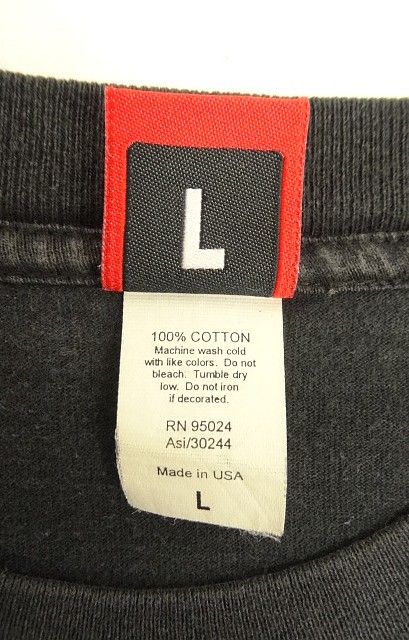 L
100% COTTON
Machine wash cold
with like colors. Do not
bleach. Tumble dry
low. Do not iron
if decorated.
RN 95024
Asi/30244
Made in USA
L